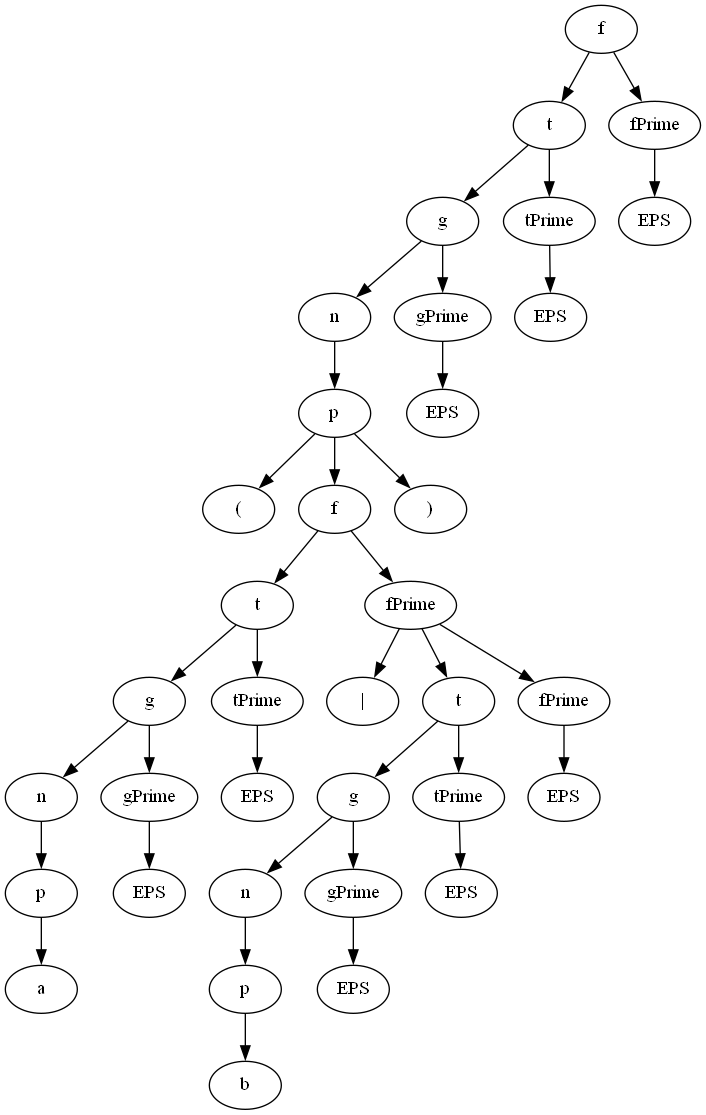 f
t fPrime
g tPrime EPS
n gPrime EPS
p EPS
( f )
t fPrime
g tPrime | t fPrime
n gPrime EPS g tPrime EPS
p EPS n gPrime EPS
a p EPS
b